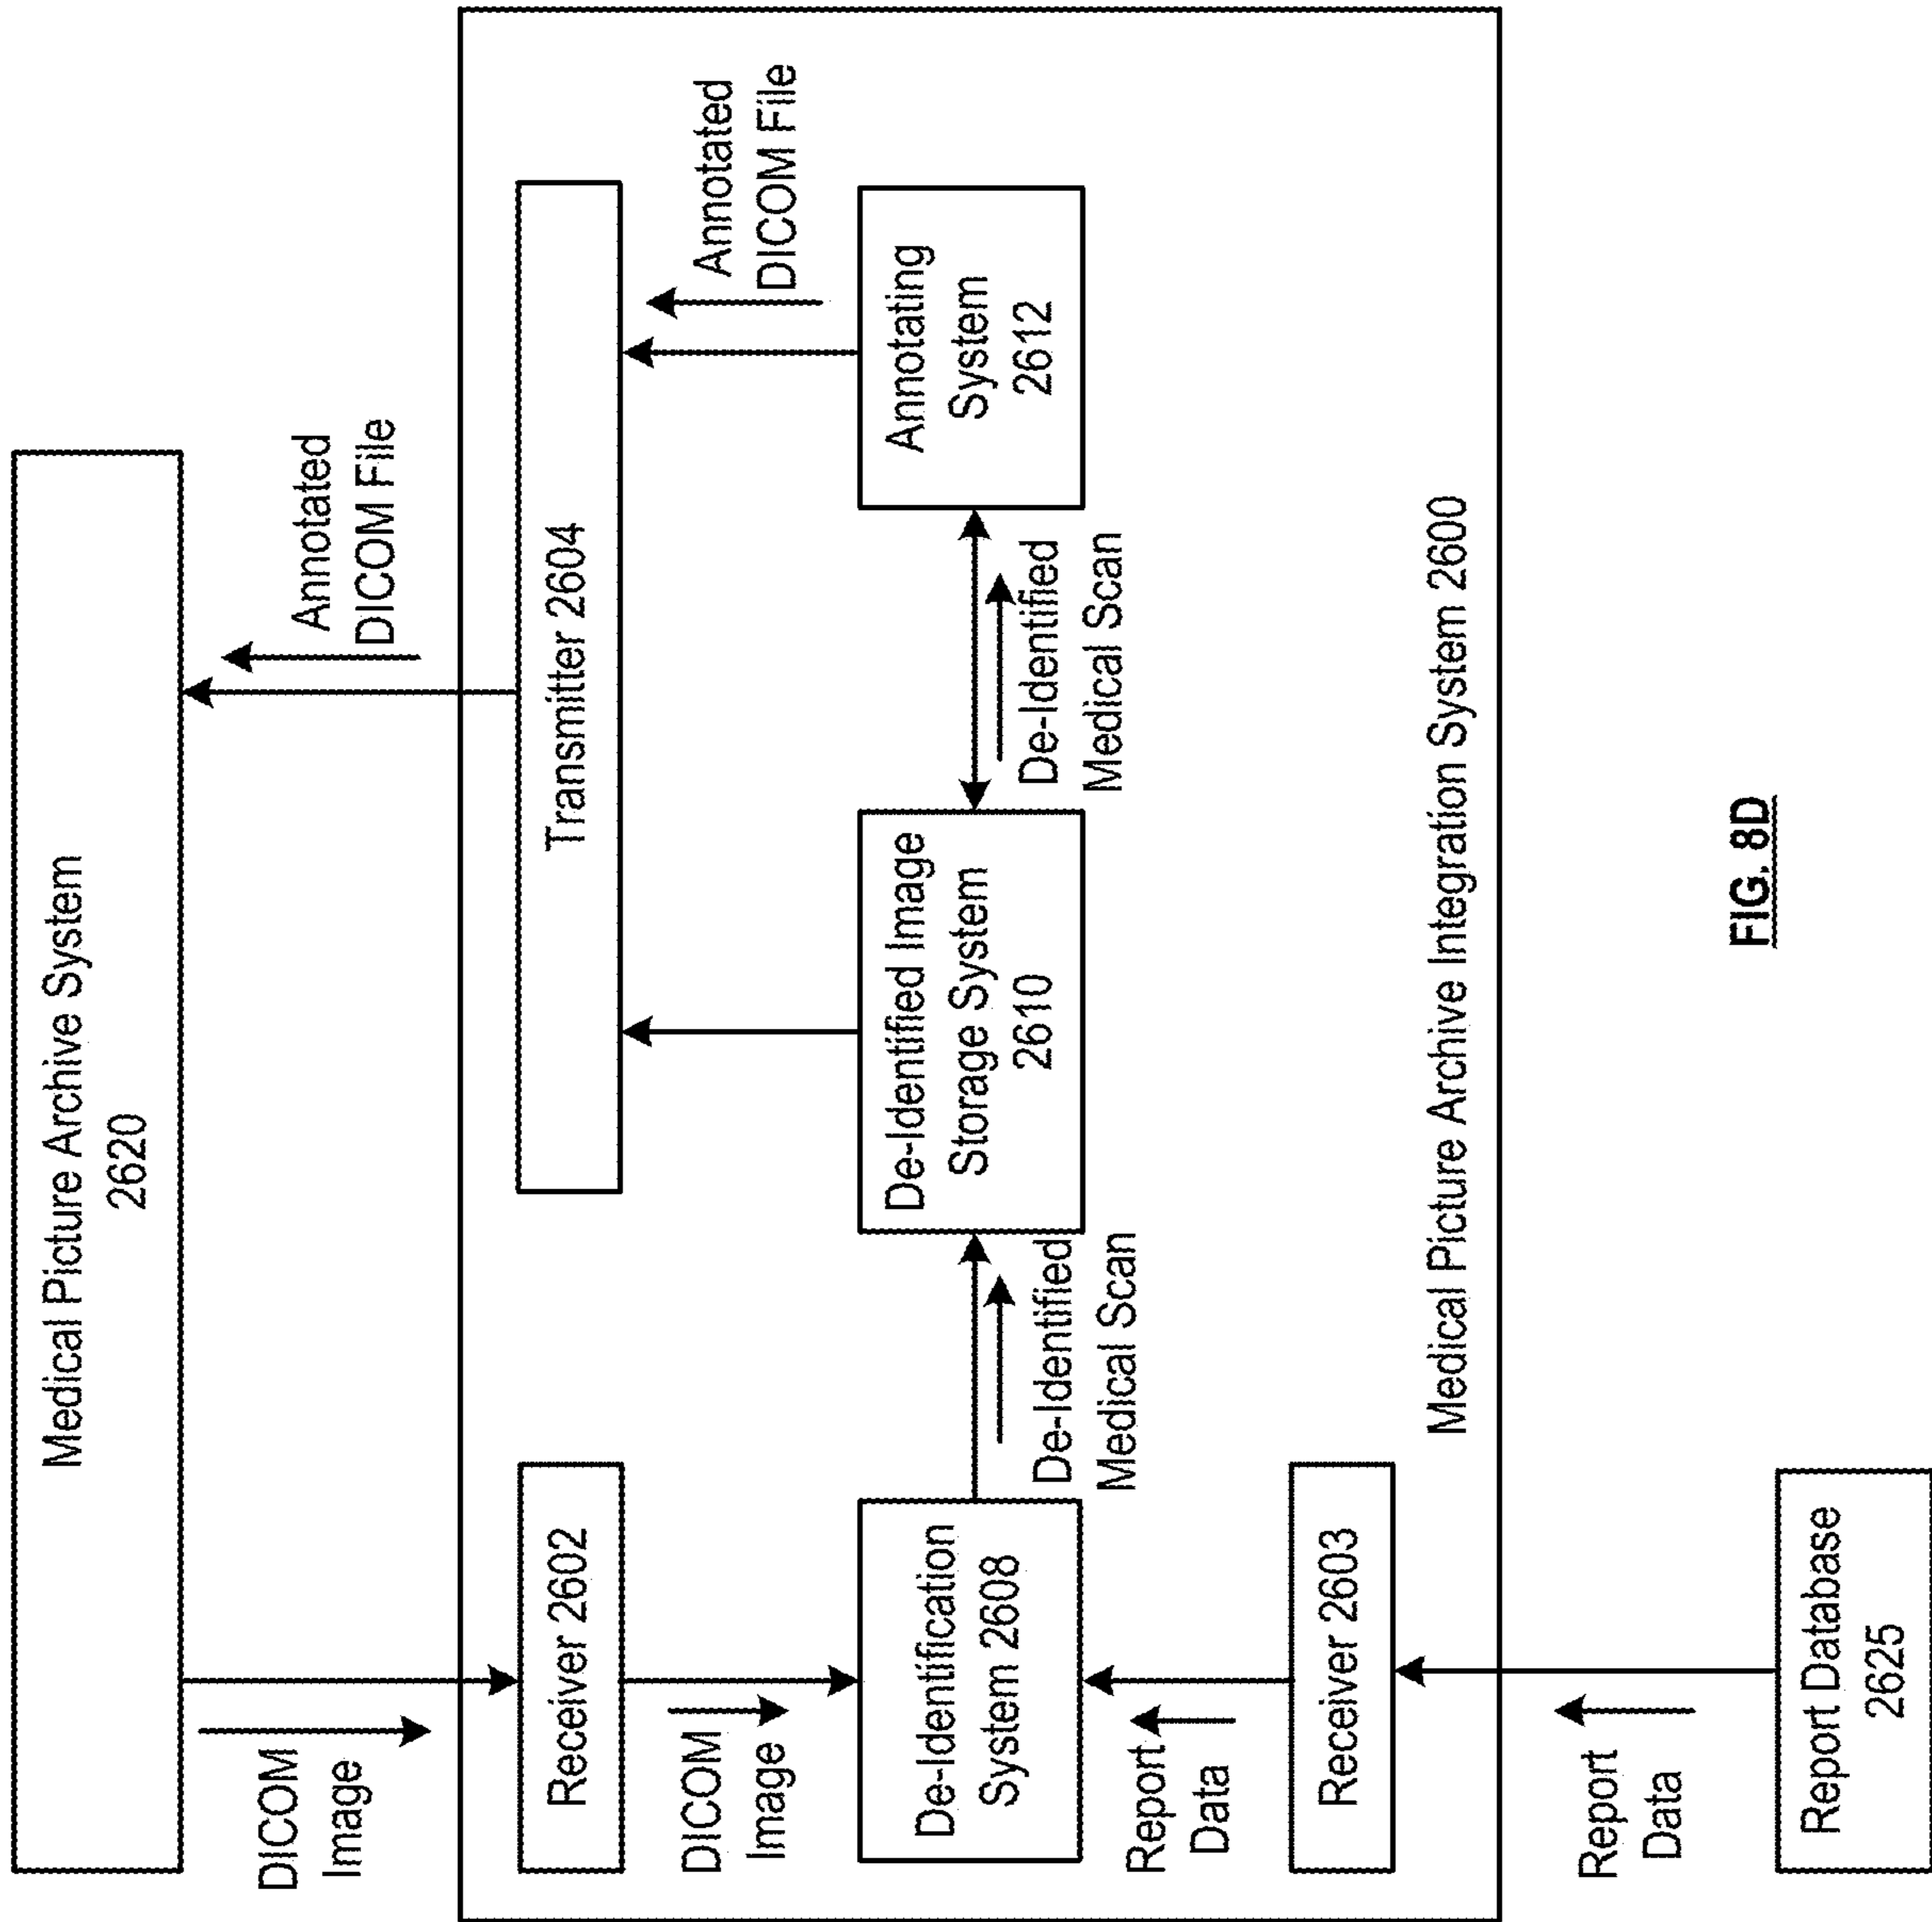 Medical Picture Archive System
2620
DICOM
Image
Annotated
DICOM File
Receiver 2602
Transmitter 2604
DICOM
Image
Annotated
DICOM File
De-Identification
System 2608
De-Identified
Medical Scan
De-Identified Image
Storage System
2610
De-Identified
Medical Scan
Annotating
System
2612
Report
Data
Receiver 2603
Medical Picture Archive Integration System 2600
Report
Data
Report Database
2625
FIG. 8D